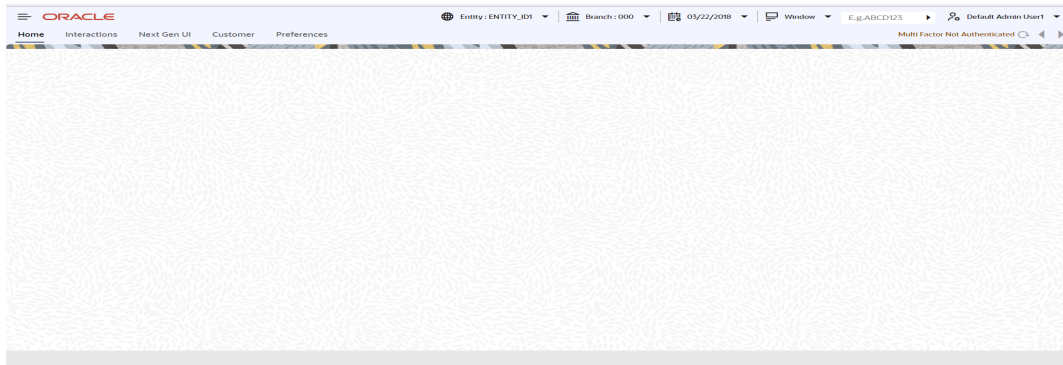 ORACLE Entity : ENTITY_ID1 Branch : 000 03/22/2018 Window E.g.ABCD123 Default Admin User1
Home Interactions Next Gen UI Customer Preferences Multi Factor Not Authenticated